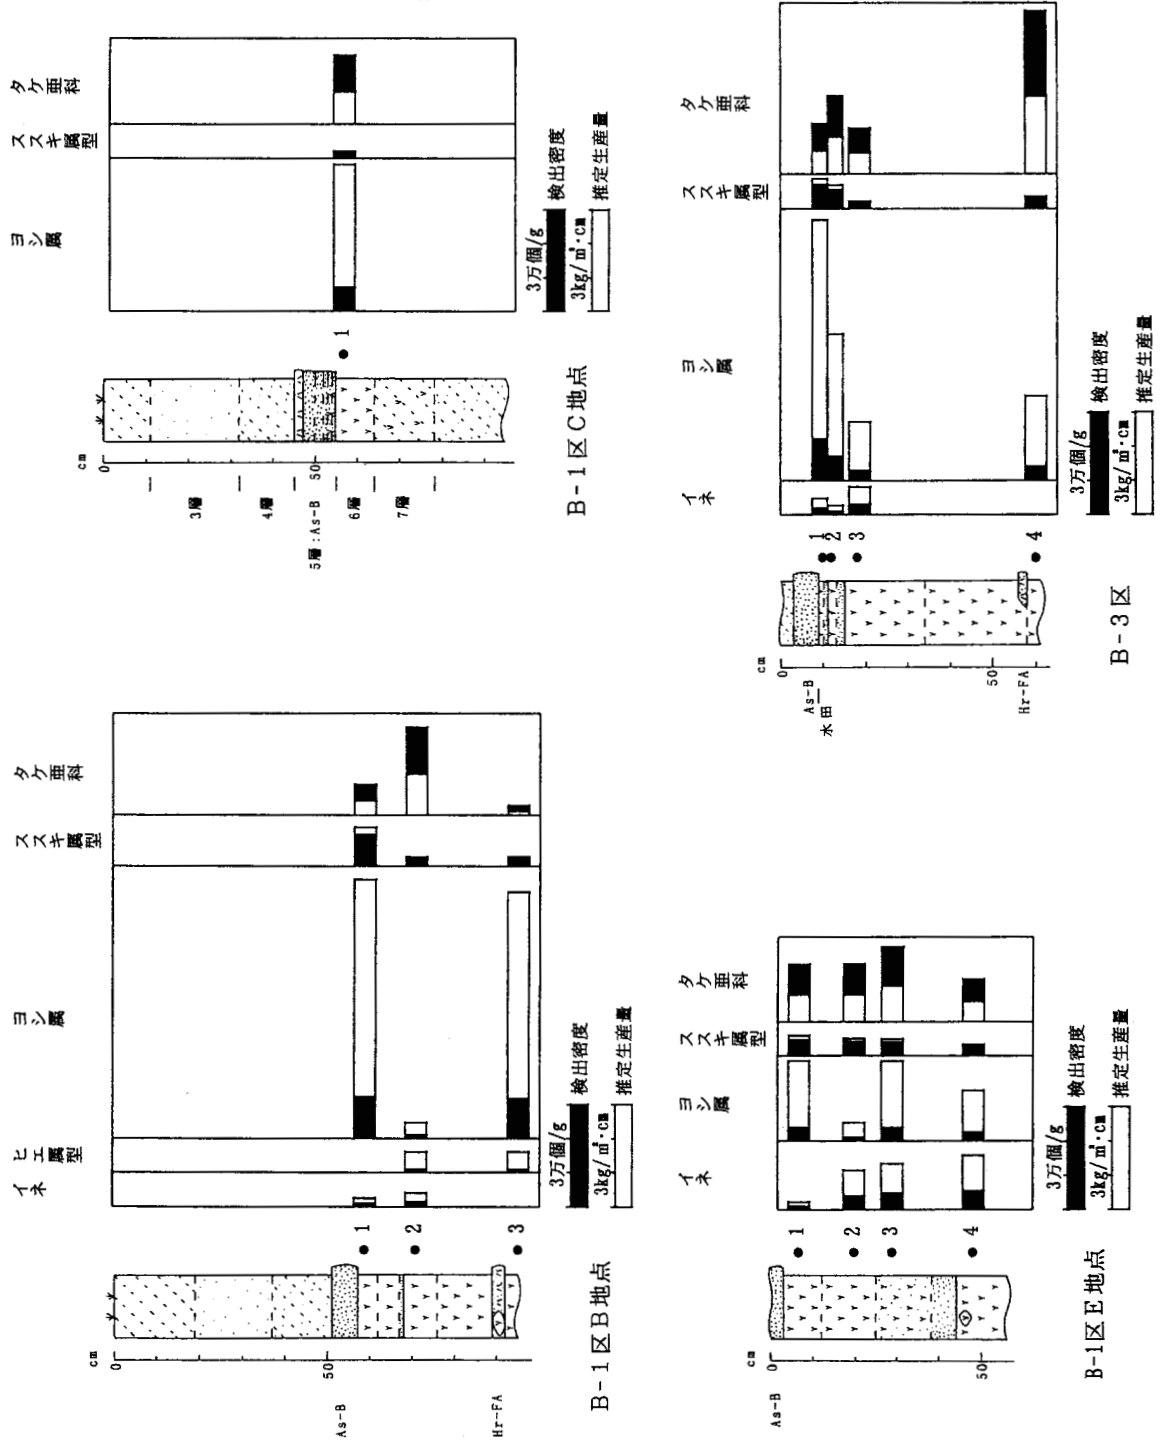 B-1区B地点
cm
0
50
As-B
Hr-FA
1
2
3
イネ
ヒエ属型
ヨシ属
ススキ属型
タケ亜科
3万個/g
検出密度
3kg/㎡・cm
推定生産量
B-1区C地点
cm
0
50
3層
4層
5層:As-B
6層
7層
1
ヨシ属
ススキ属型
タケ亜科
3万個/g
検出密度
3kg/㎡・cm
推定生産量
B-1区E地点
cm
0
50
As-B
1
2
3
4
イネ
ヨシ属
ススキ属型
タケ亜科
3万個/g
検出密度
3kg/㎡・cm
推定生産量
B-3区
cm
0
50
As-B
水田
Hr-FA
1
2
3
4
イネ
ヨシ属
ススキ属型
タケ亜科
3万個/g
検出密度
3kg/㎡・cm
推定生産量